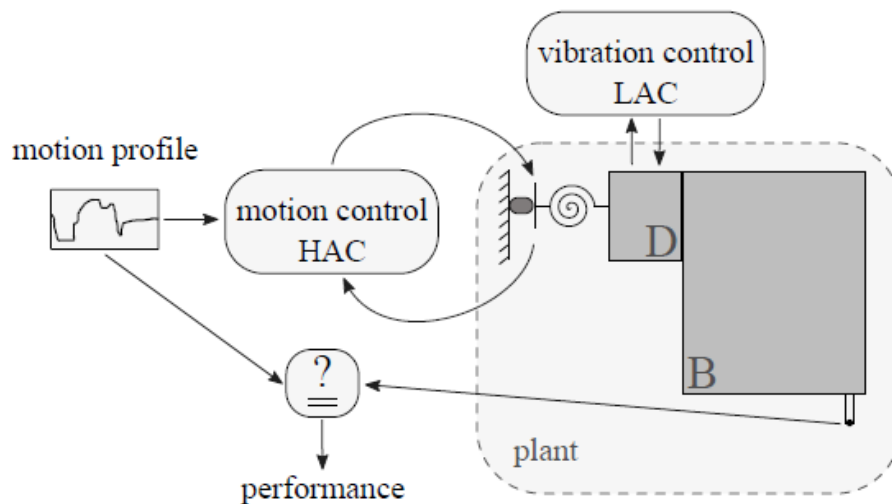 vibration control
LAC
motion profile
motion control
HAC
D
B
?
plant
performance